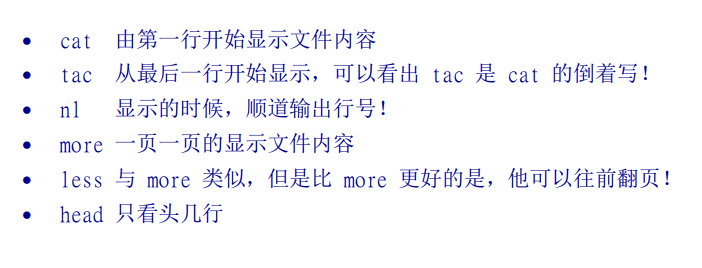 • cat 由第一行开始显示文件内容
• tac 从最后一行开始显示，可以看出 tac 是 cat 的倒着写！
• nl 显示的时候，顺道输出行号！
• more 一页一页的显示文件内容
• less 与 more 类似，但是比 more 更好的是，他可以往前翻页！
• head 只看头几行